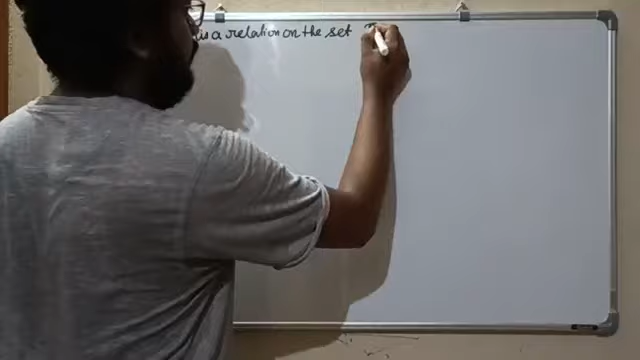 is a relation on the set